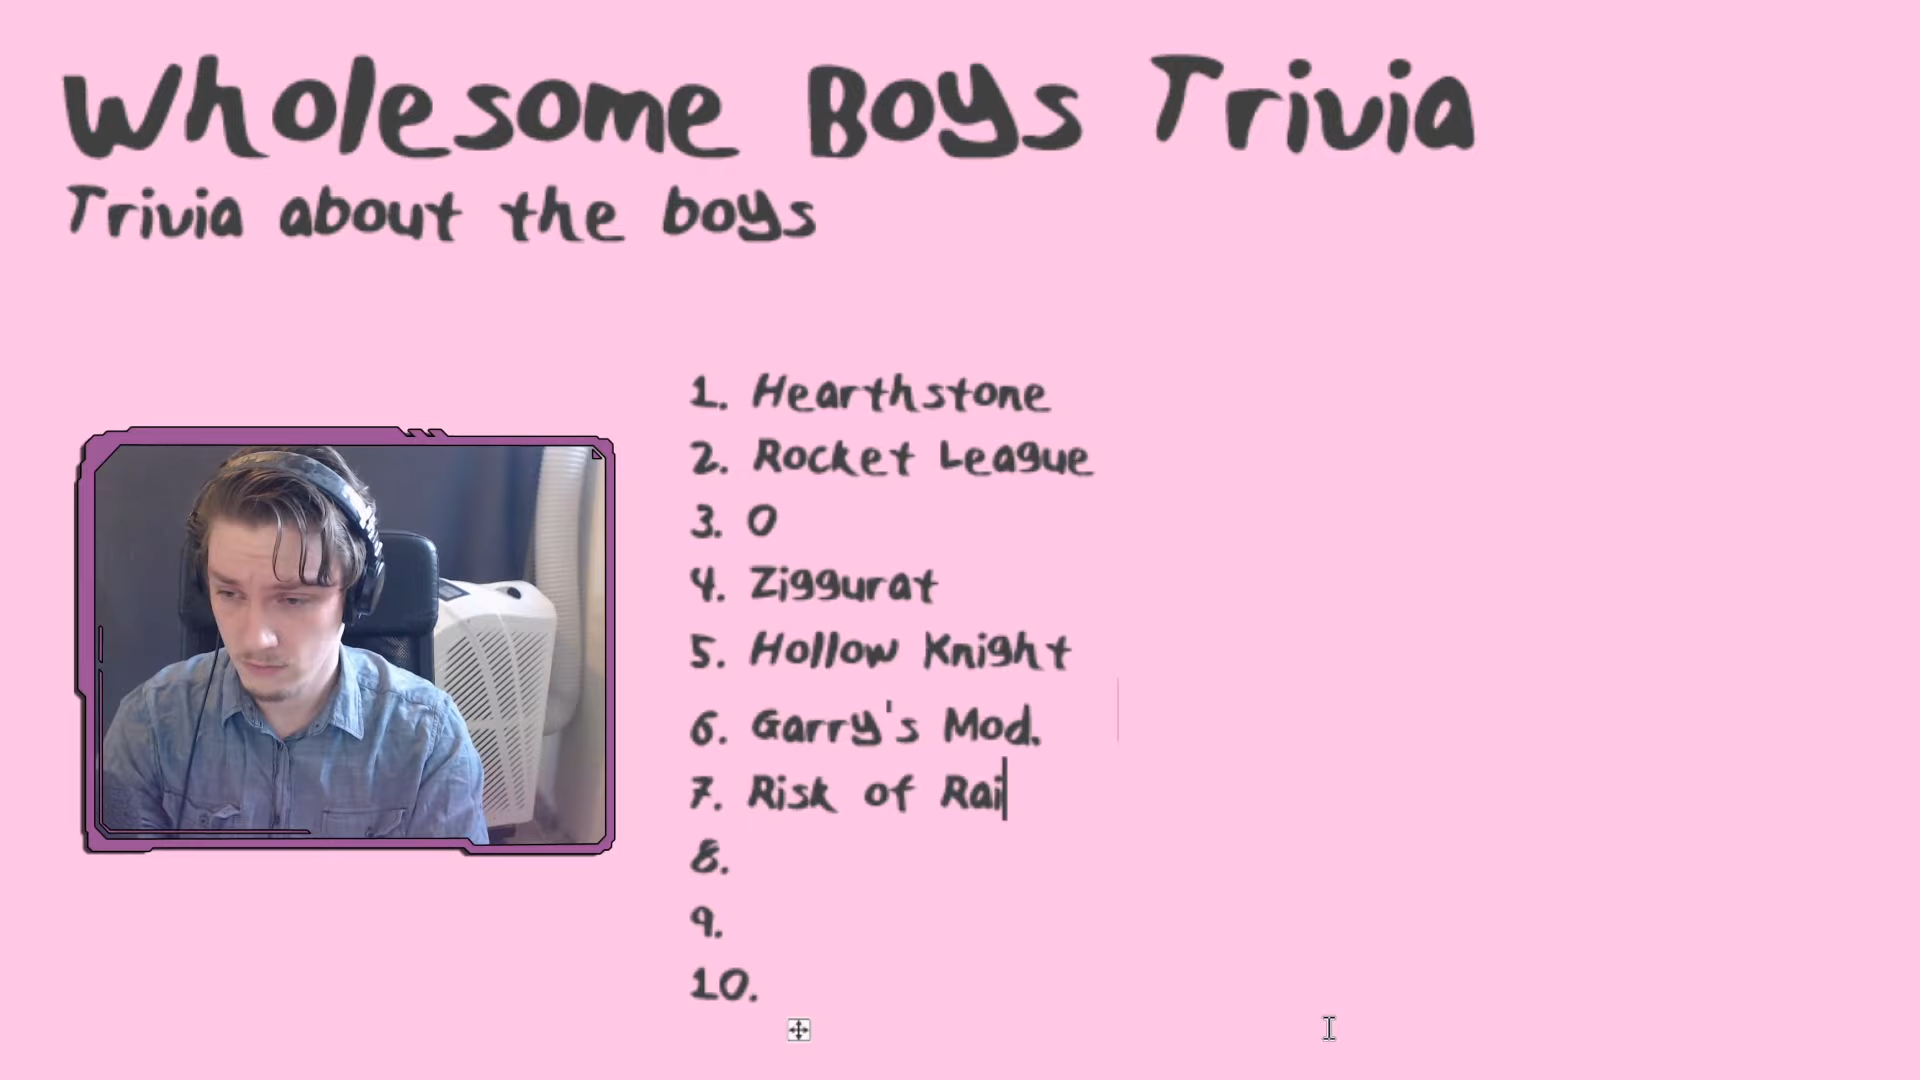 Wholesome Boys Trivia
Trivia about the boys
1. Hearthstone
2. Rocket League
3. O
4. Ziggurat
5. Hollow Knight
6. Garry's Mod.
7. Risk of Rai
8.
9.
10.